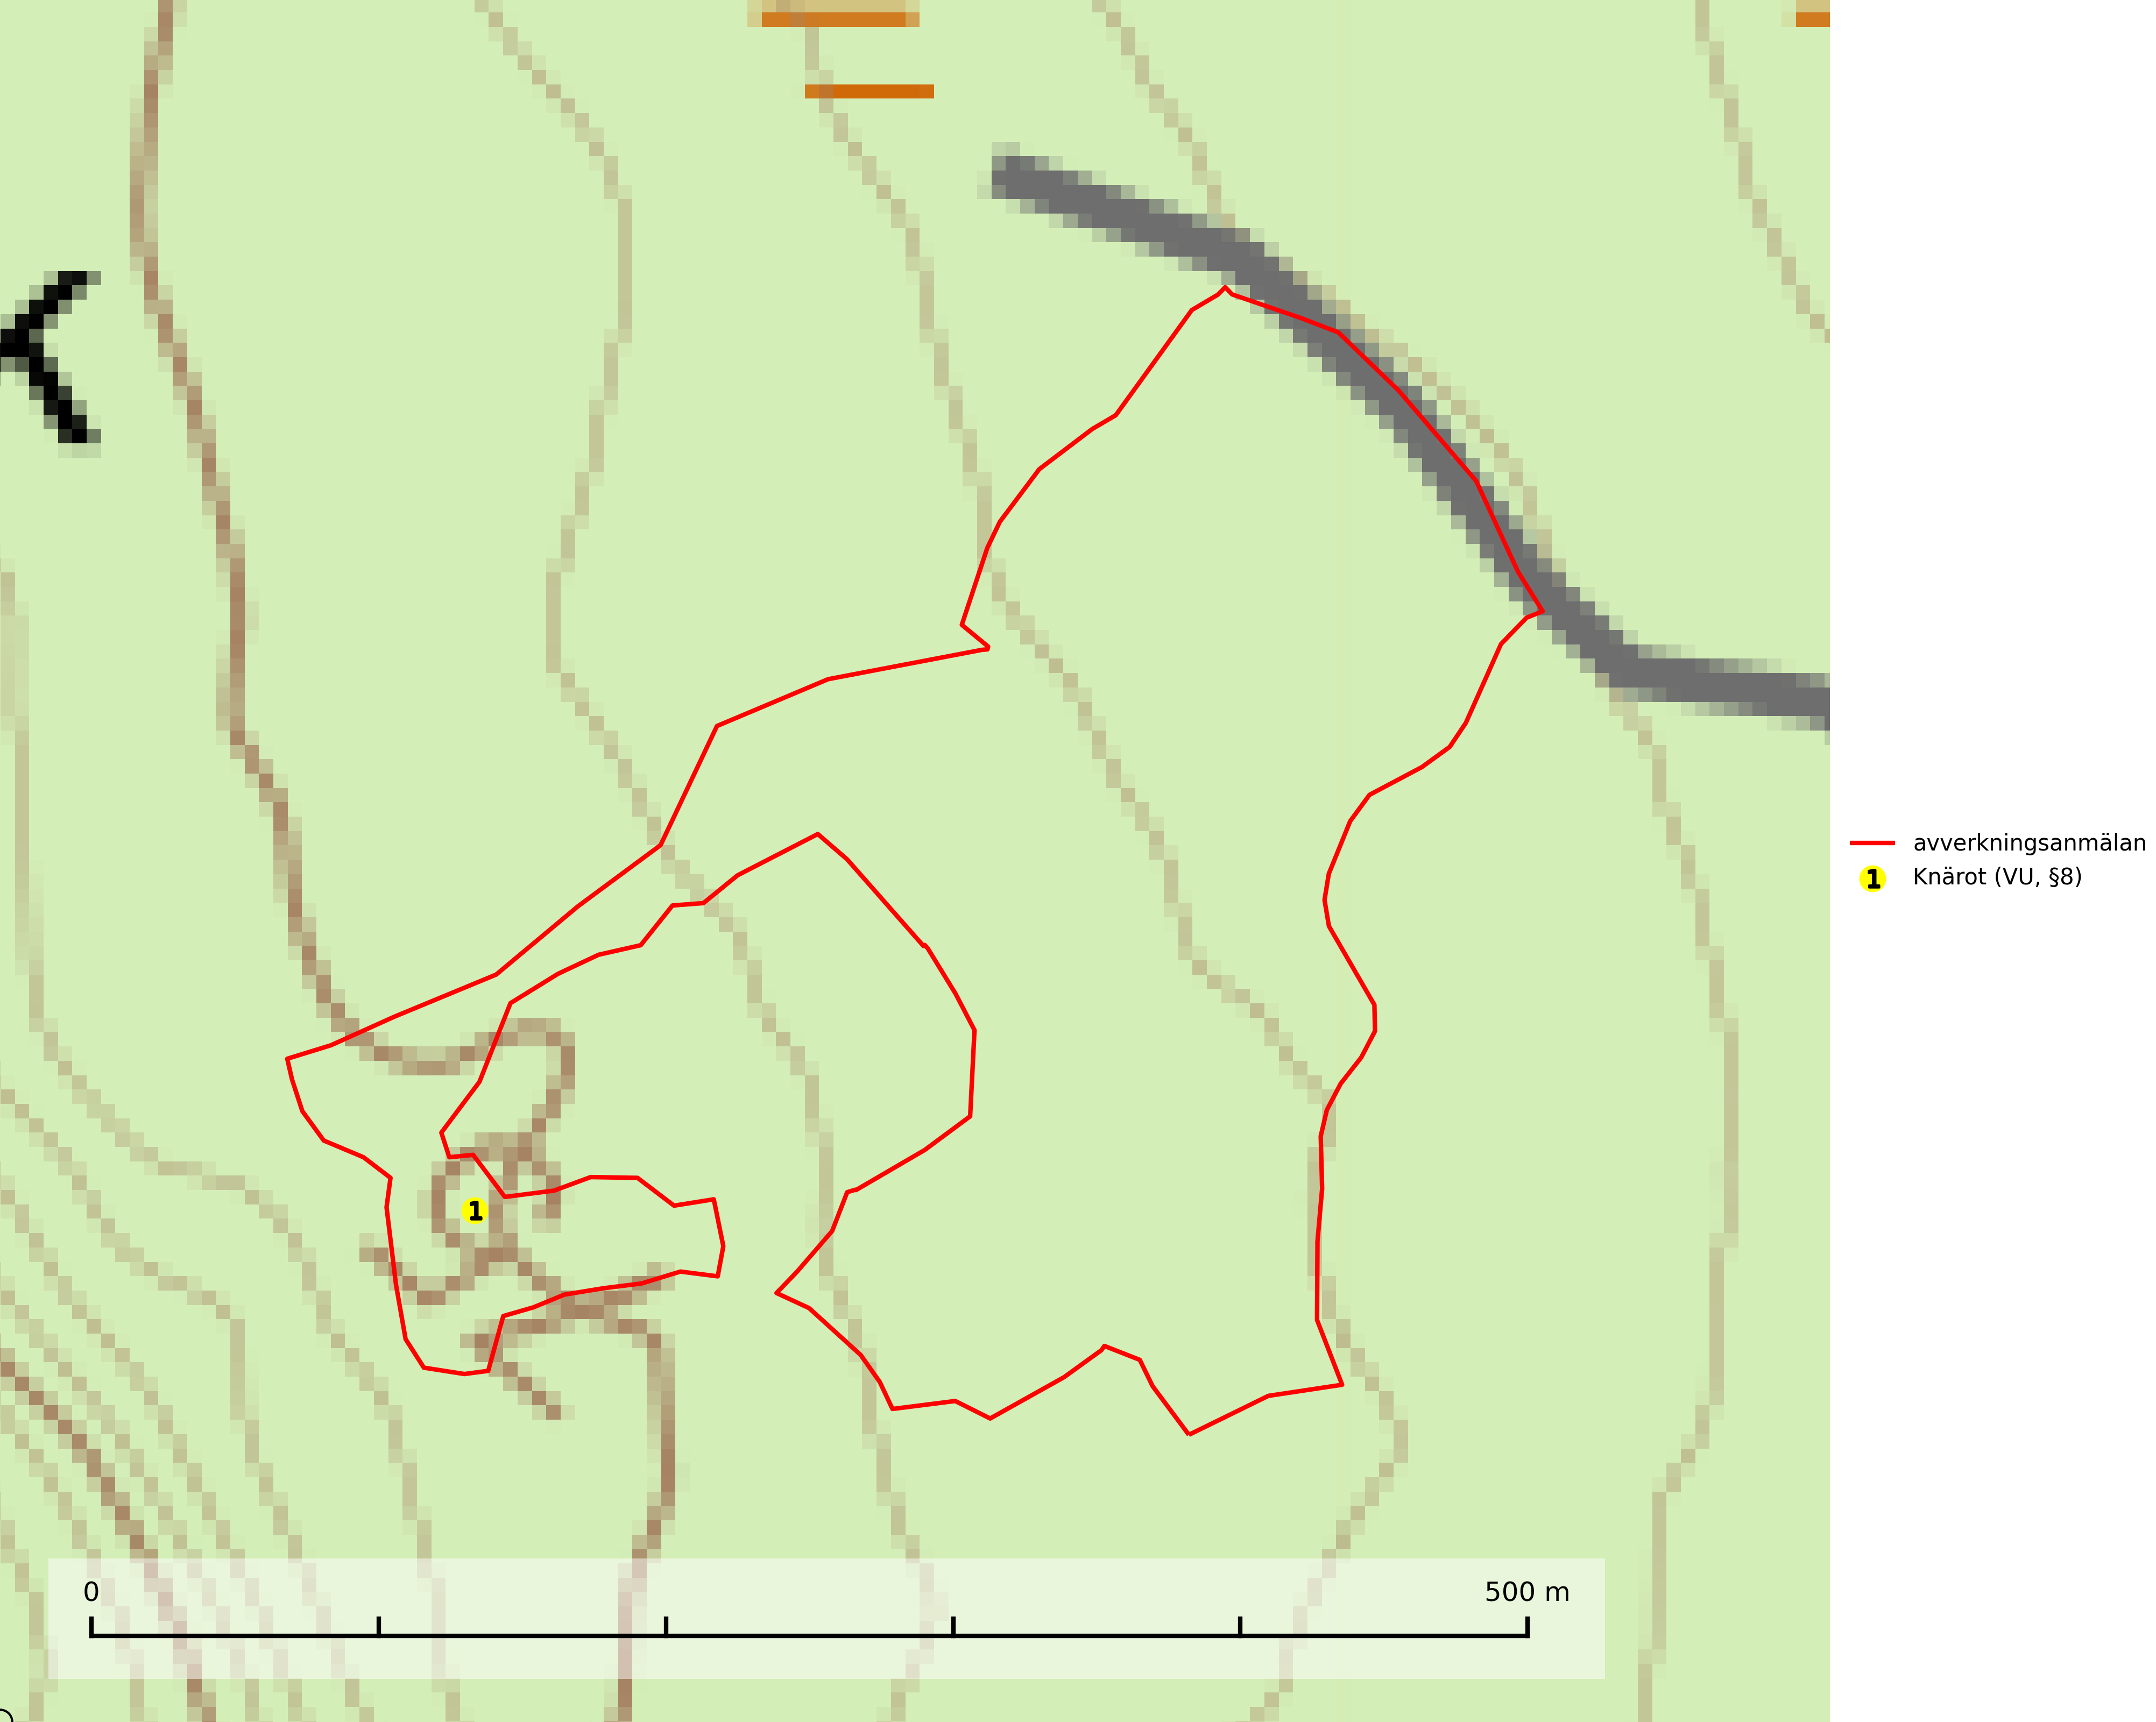 avverkningsanmälan
1 Knärot (VU, §8)
1
0 500 m